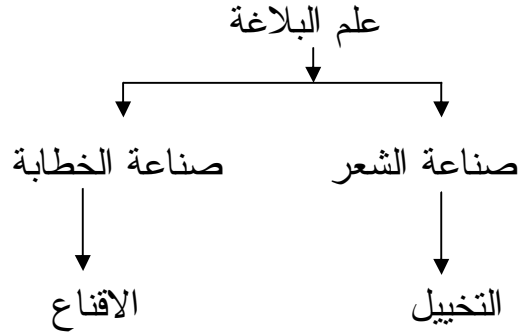 علم البلاغة
صناعة الشعر صناعة الخطابة
التخييل الاقناع